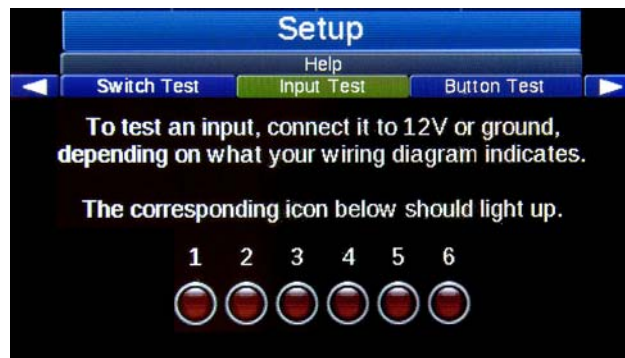 Setup
Help
Switch Test Input Test Button Test
To test an input, connect it to 12V or ground,
depending on what your wiring diagram indicates.
The corresponding icon below should light up.
1 2 3 4 5 6